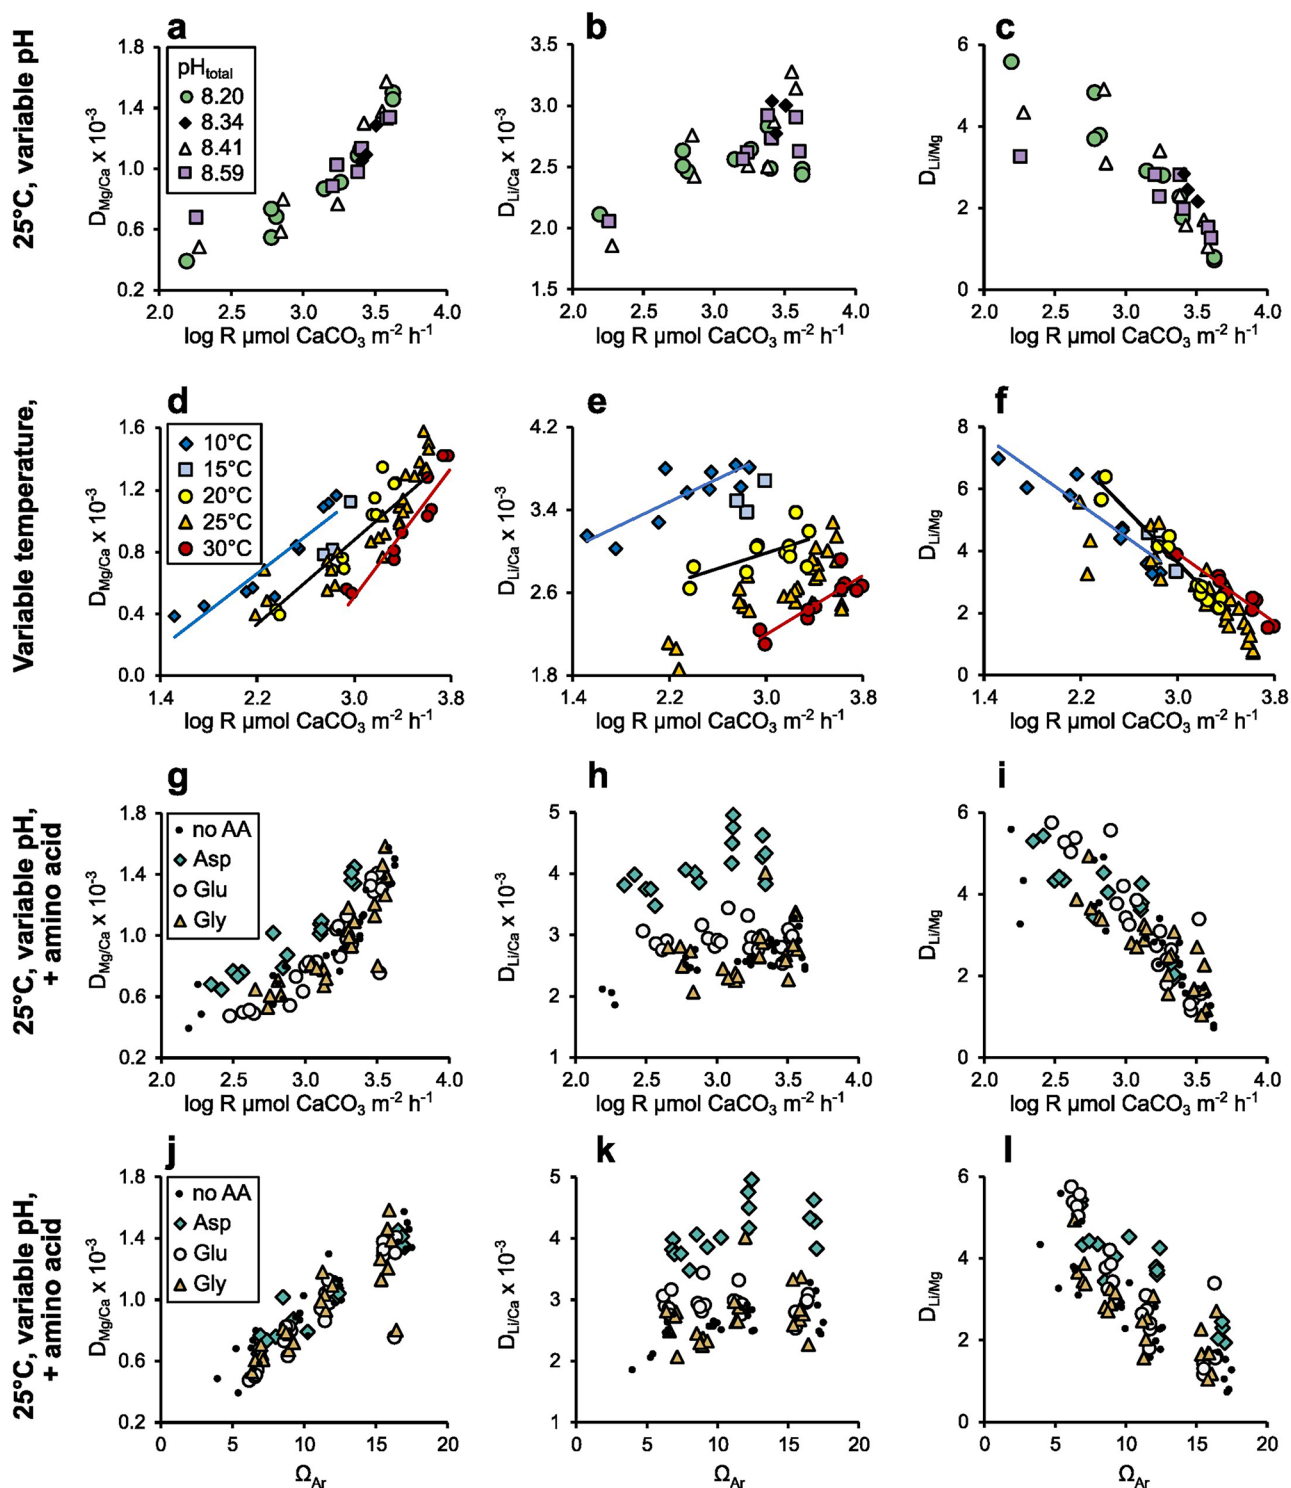 25°C, variable pH
a
D_Mg/Ca x 10⁻³
1.8
1.4
1.0
0.6
0.2
pH_total
8.20
8.34
8.41
8.59
2.0 2.5 3.0 3.5 4.0
log R µmol CaCO₃ m⁻² h⁻¹
b
D_Li/Ca x 10⁻³
3.5
3.0
2.5
2.0
1.5
2.0 2.5 3.0 3.5 4.0
log R µmol CaCO₃ m⁻² h⁻¹
c
D_Li/Mg
6
4
2
0
2.0 2.5 3.0 3.5 4.0
log R µmol CaCO₃ m⁻² h⁻¹
Variable temperature,
d
D_Mg/Ca x 10⁻³
1.6
1.2
0.8
0.4
0.0
10°C
15°C
20°C
25°C
30°C
1.4 2.2 3.0 3.8
log R µmol CaCO₃ m⁻² h⁻¹
e
D_Li/Ca x 10⁻³
4.2
3.4
2.6
1.8
1.4 2.2 3.0 3.8
log R µmol CaCO₃ m⁻² h⁻¹
f
D_Li/Mg
8
6
4
2
0
1.4 2.2 3.0 3.8
log R µmol CaCO₃ m⁻² h⁻¹
25°C, variable pH,
+ amino acid
g
D_Mg/Ca x 10⁻³
1.8
1.4
1.0
0.6
0.2
no AA
Asp
Glu
Gly
2.0 2.5 3.0 3.5 4.0
log R µmol CaCO₃ m⁻² h⁻¹
h
D_Li/Ca x 10⁻³
5
4
3
2
1
2.0 2.5 3.0 3.5 4.0
log R µmol CaCO₃ m⁻² h⁻¹
i
D_Li/Mg
6
4
2
0
2.0 2.5 3.0 3.5 4.0
log R µmol CaCO₃ m⁻² h⁻¹
25°C, variable pH,
+ amino acid
j
D_Mg/Ca x 10⁻³
1.8
1.4
1.0
0.6
0.2
no AA
Asp
Glu
Gly
0 5 10 15 20
Ω_Ar
k
D_Li/Ca x 10⁻³
5
4
3
2
1
0 5 10 15 20
Ω_Ar
l
D_Li/Mg
6
4
2
0
0 5 10 15 20
Ω_Ar